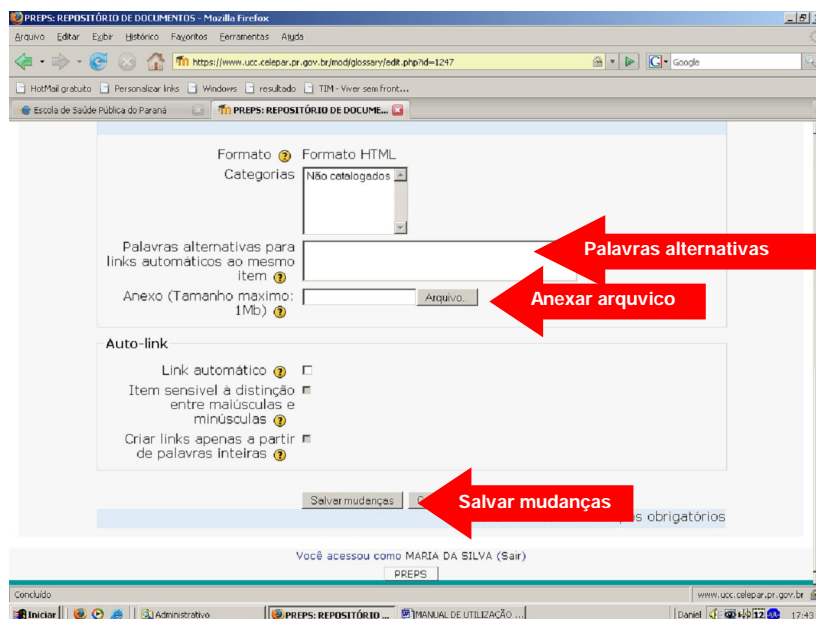 PREPS: REPOSITÓRIO DE DOCUMENTOS - Mozilla Firefox
Arquivo Editar Exibir Histórico Favoritos Ferramentas Ajuda
https://www.ucc.celepar.pr.gov.br/mod/glossary/edit.php?id=1247
Google
HotMail gratuito Personalizar links Windows resultado TIM - Viver sem front...
Escola de Saúde Pública do Paraná PREPS: REPOSITÓRIO DE DOCUME...
Formato Formato HTML
Categorias Não catalogados
Palavras alternativas para
links automáticos ao mesmo
item
Palavras alternativas
Anexo (Tamanho maximo:
1Mb)
Arquivo...
Anexar arquvico
Auto-link
Link automático
Item sensível à distinção
entre maiúsculas e
minúsculas
Criar links apenas a partir
de palavras inteiras
Salvar mudanças
Salvar mudanças
obrigatórios
Você acessou como MARIA DA SILVA (Sair)
PREPS
Concluído www.ucc.celepar.pr.gov.br
Iniciar Administrativo PREPS: REPOSITÓRIO ... MANUAL DE UTILIZAÇÃO ... Daniel 12 17:43